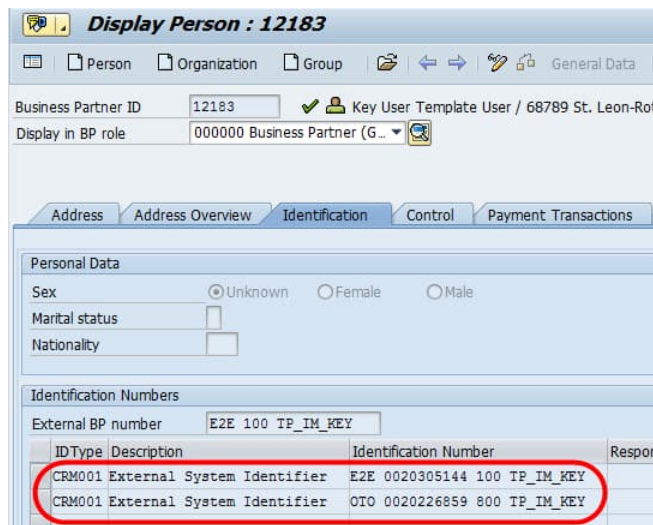 Display Person : 12183
Person Organization Group General Data
Business Partner ID 12183 Key User Template User / 68789 St. Leon-Rot
Display in BP role 000000 Business Partner (G...
Address Address Overview Identification Control Payment Transactions
Personal Data
Sex Unknown Female Male
Marital status
Nationality
Identification Numbers
External BP number E2E 100 TP_IM_KEY
IDType Description Identification Number Respor
CRM001 External System Identifier E2E 0020305144 100 TP_IM_KEY
CRM001 External System Identifier OTO 0020226859 800 TP_IM_KEY